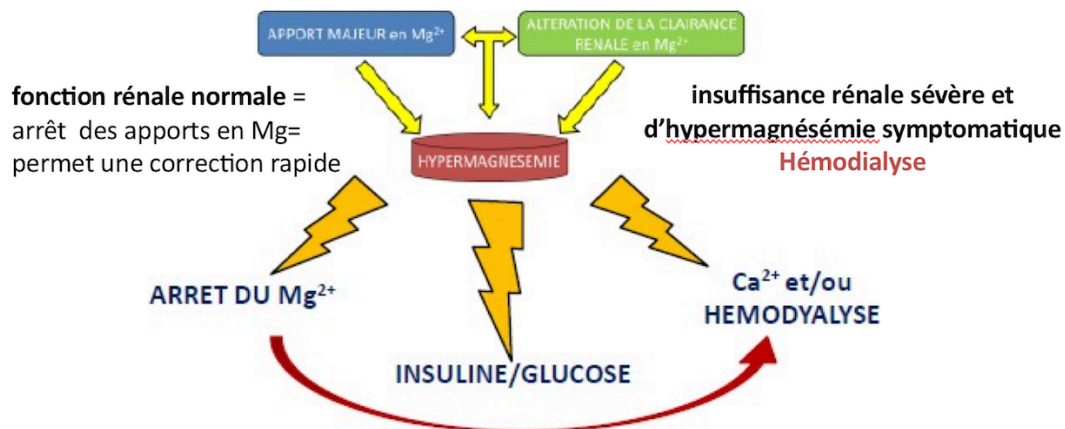 APPORT MAJEUR en Mg²⁺
ALTERATION DE LA CLAIRANCE
RENALE en Mg²⁺
fonction rénale normale =
arrêt des apports en Mg=
permet une correction rapide
insuffisance rénale sévère et
d’hypermagnésémie symptomatique
Hémodialyse
HYPERMAGNESEMIE
ARRET DU Mg²⁺
Ca²⁺ et/ou
HEMODYALYSE
INSULINE/GLUCOSE